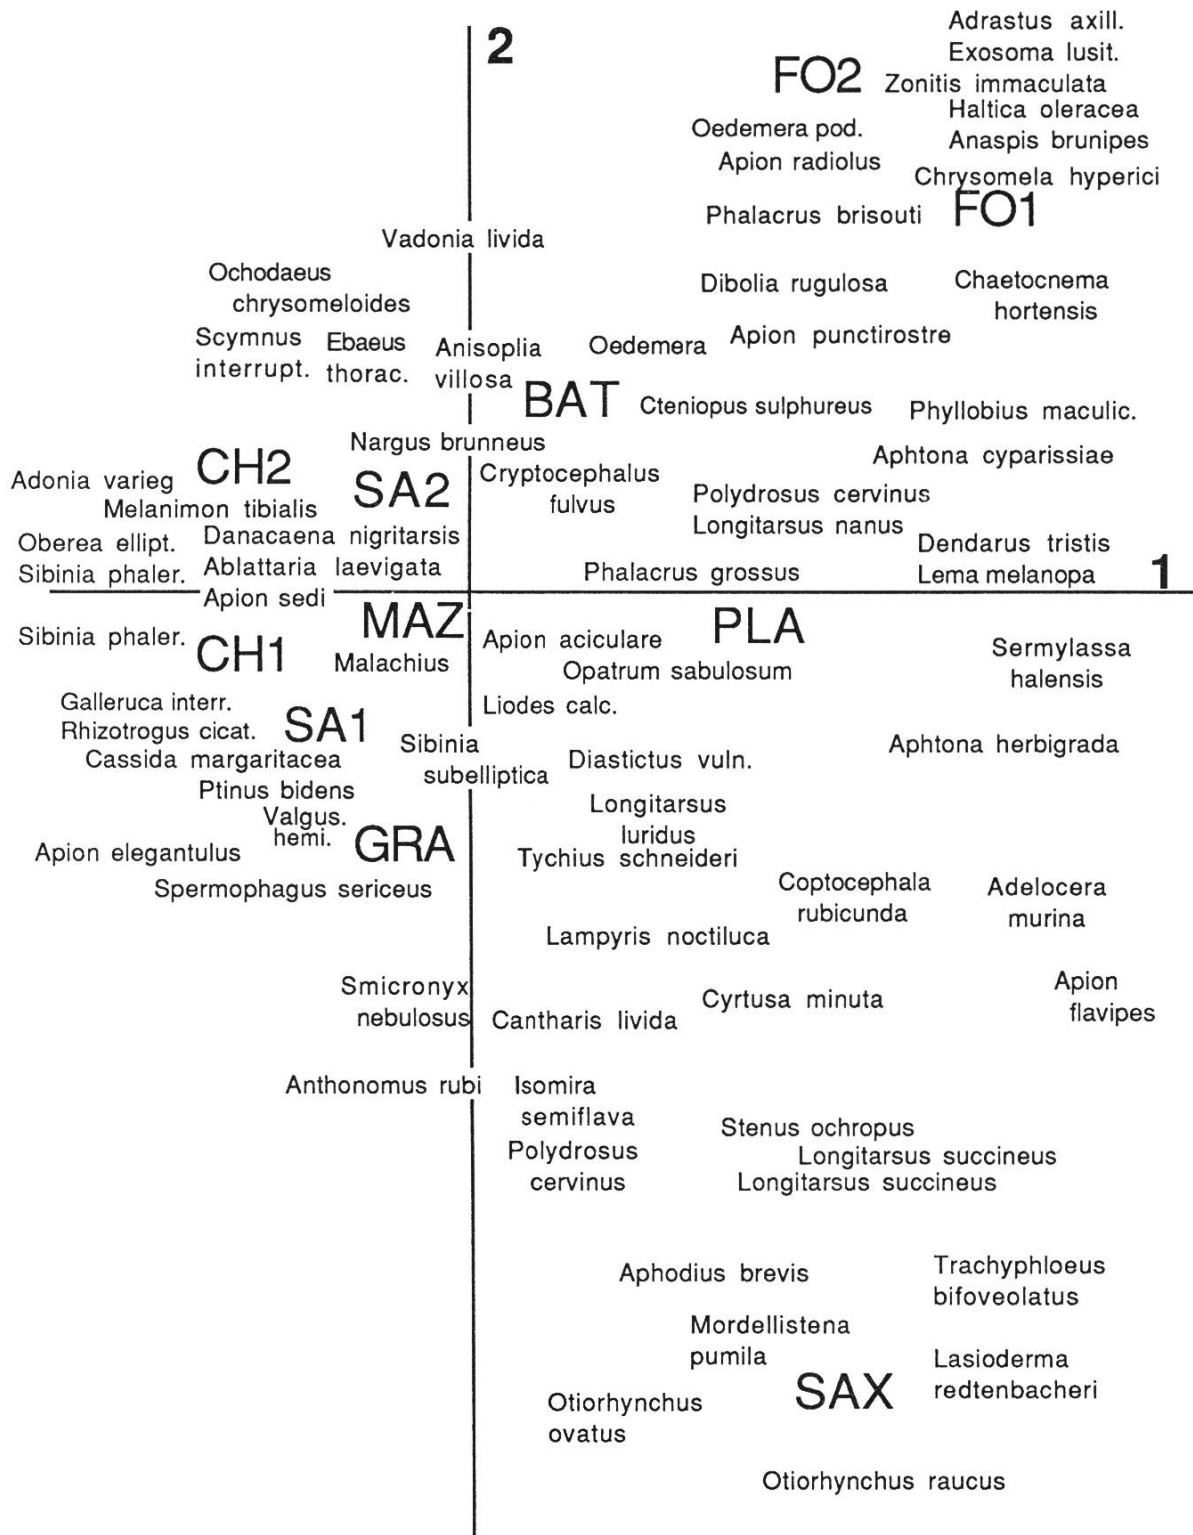 Adrastus axill.
2
Exosoma lusit.
FO2 Zonitis immaculata
Haltica oleracea
Oedemera pod.
Anaspis brunipes
Apion radiolus
Chrysomela hyperici
Phalacrus brisouti FO1
Vadonia livida
Ochodaeus
chrysomeloides
Dibolia rugulosa
Chaetocnema
hortensis
Scymnus
interrupt.
Ebaeus
thorac.
Anisoplia
villosa
Oedemera
Apion punctirostre
BAT
Cteniopus sulphureus
Phyllobius maculic.
Nargus brunneus
Adonia varieg
CH2
SA2
Cryptocephalus
fulvus
Aphtona cyparissiae
Melanimon tibialis
Polydrosus cervinus
Longitarsus nanus
Oberea ellipt.
Sibinia phaler.
Danacaena nigritarsis
Ablattaria laevigata
Apion sedi
Phalacrus grossus
Dendarus tristis
Lema melanopa
1
Sibinia phaler.
CH1
MAZ
Malachius
Apion aciculare
PLA
Opatrum sabulosum
Sermylassa
halensis
Galleruca interr.
Rhizotrogus cicat.
SA1
Liodes calc.
Cassida margaritacea
Sibinia
subelliptica
Diastictus vuln.
Aphtona herbigrada
Ptinus bidens
Valgus.
hemi.
GRA
Longitarsus
luridus
Apion elegantulus
Tychius schneideri
Spermophagus sericeus
Coptocephala
rubicunda
Adelocera
murina
Lampyris noctiluca
Smicronyx
nebulosus
Cantharis livida
Cyrtusa minuta
Apion
flavipes
Anthonomus rubi
Isomira
semiflava
Polydrosus
cervinus
Stenus ochropus
Longitarsus succineus
Longitarsus succineus
Aphodius brevis
Trachyphloeus
bifoveolatus
Mordellistena
pumila
SAX
Lasioderma
redtenbacheri
Otiorhynchus
ovatus
Otiorhynchus raucus